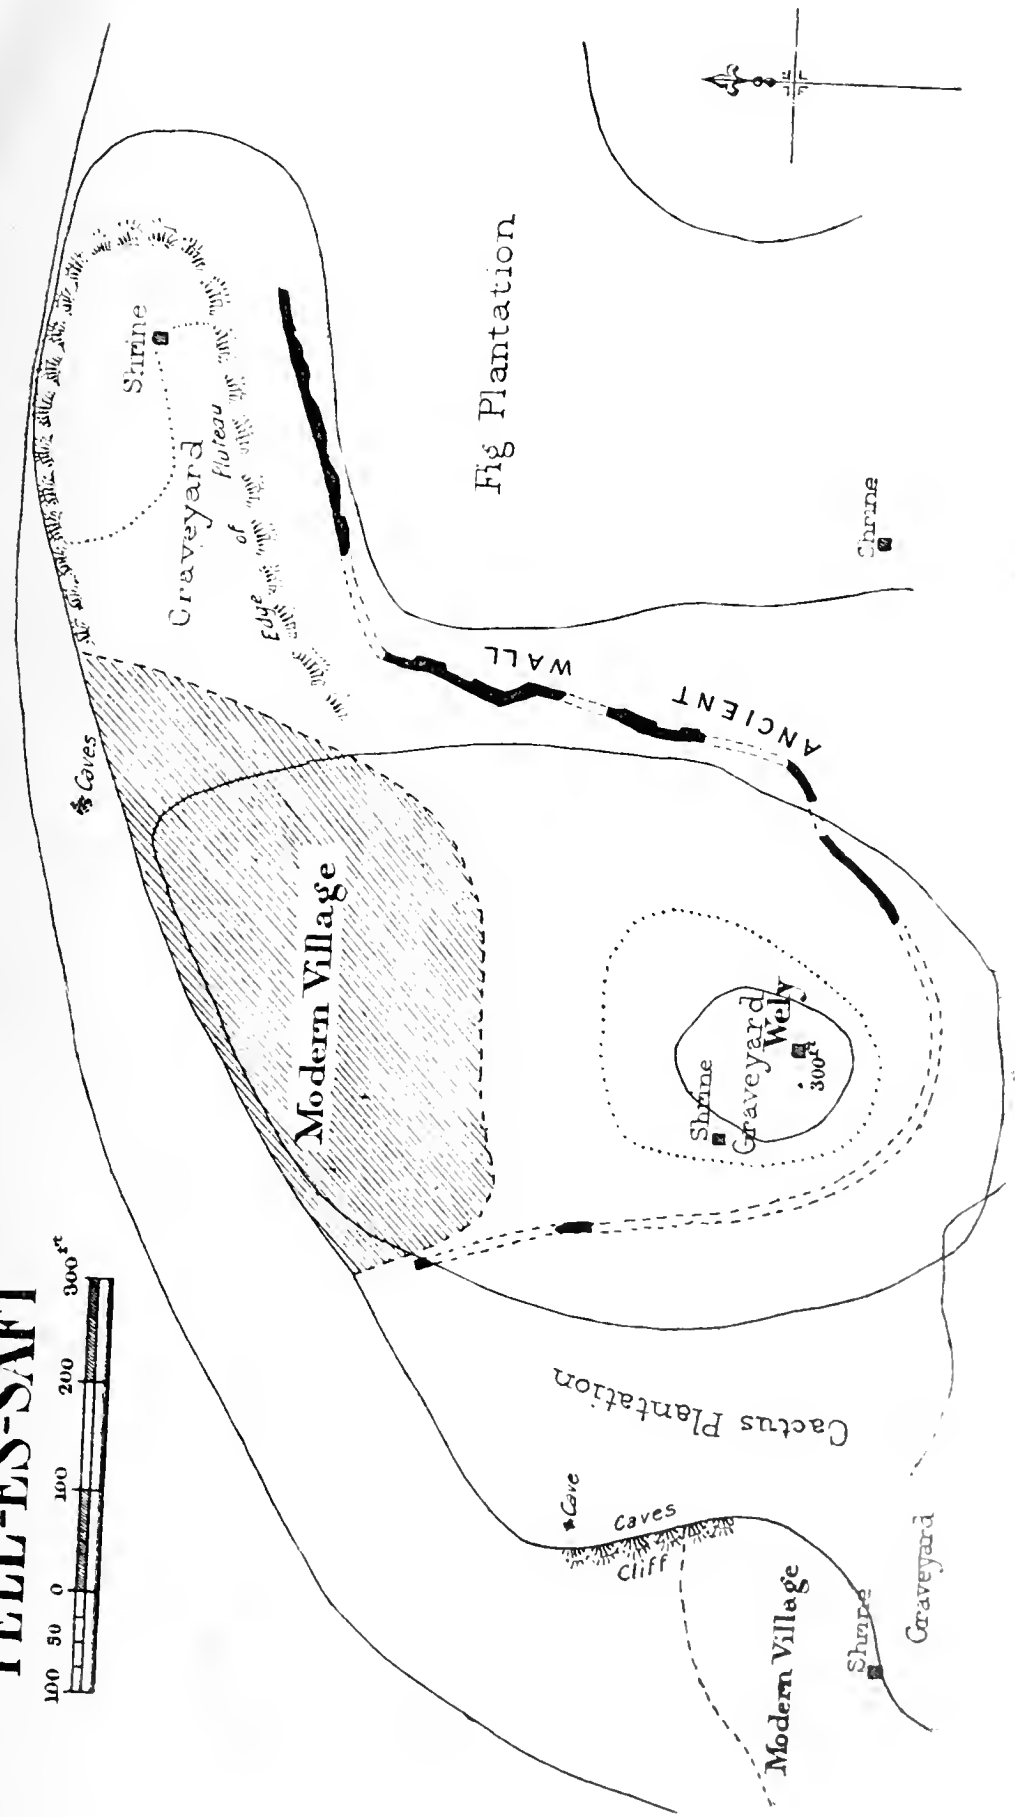 TELL-ES-SAFI
100 50 0 100 200 300ft
Shrine
Graveyard
Edge of Plateau
Caves
Modern Village
Fig Plantation
Shrine
ANCIENT WALL
Shrine
Graveyard
Wely
300ft
Cactus Plantation
Cave
Caves
Cliff
Modern Village
Shrine
Graveyard